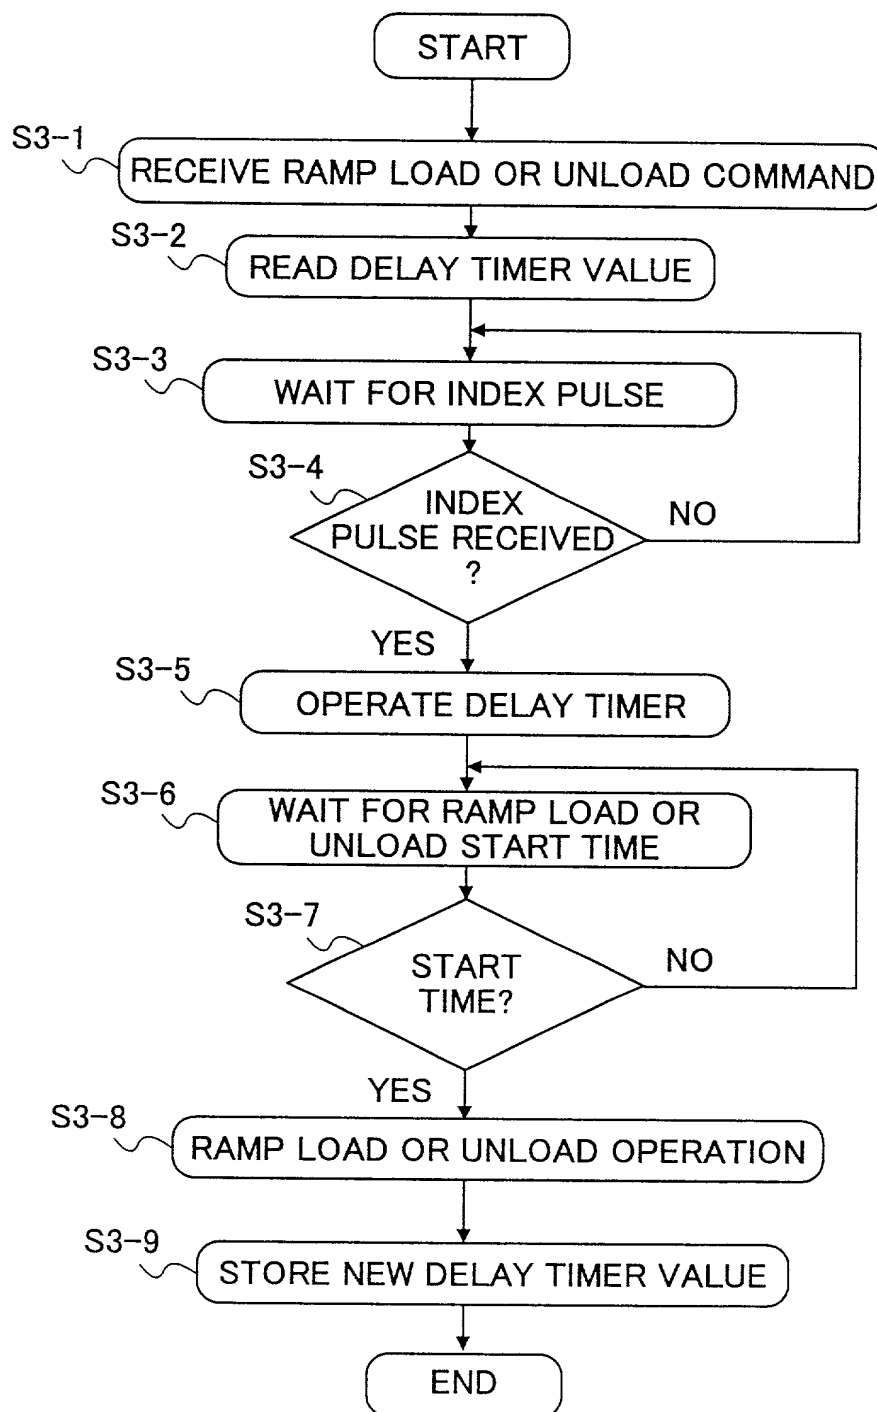 START
S3-1
RECEIVE RAMP LOAD OR UNLOAD COMMAND
S3-2
READ DELAY TIMER VALUE
S3-3
WAIT FOR INDEX PULSE
S3-4
INDEX
PULSE RECEIVED
?
NO
YES
S3-5
OPERATE DELAY TIMER
S3-6
WAIT FOR RAMP LOAD OR
UNLOAD START TIME
S3-7
START
TIME?
NO
YES
S3-8
RAMP LOAD OR UNLOAD OPERATION
S3-9
STORE NEW DELAY TIMER VALUE
END